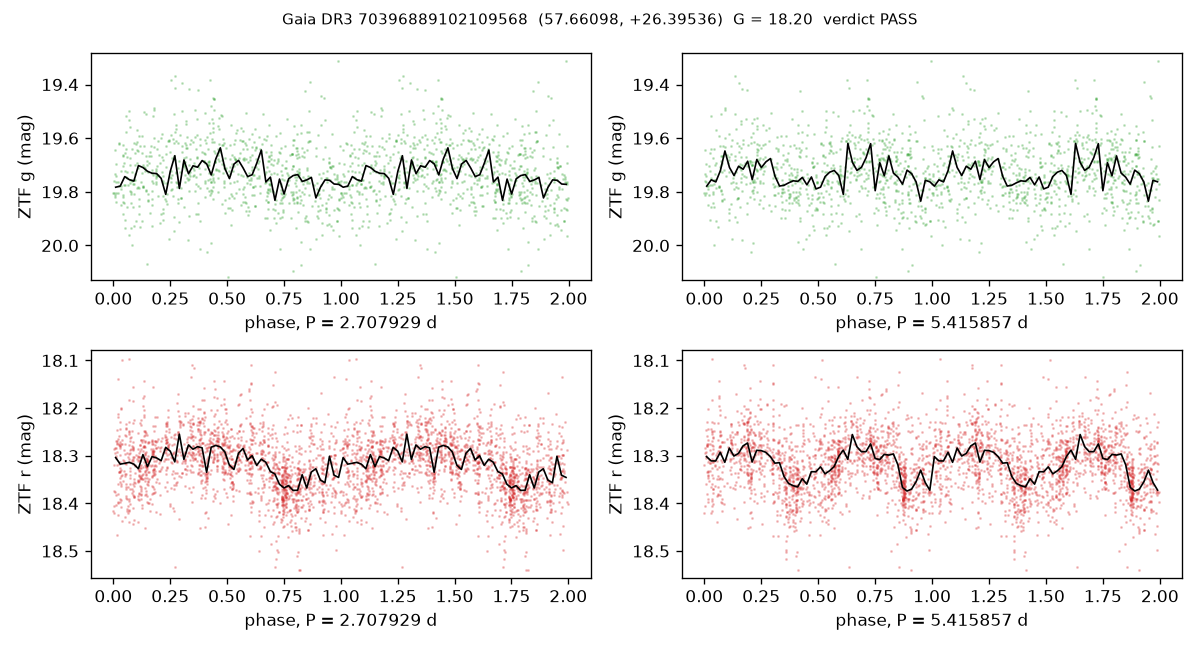 Gaia DR3 70396889102109568  (57.66098, +26.39536)  G = 18.20  verdict PASS
ZTF g (mag)
19.4
19.6
19.8
20.0
0.00 0.25 0.50 0.75 1.00 1.25 1.50 1.75 2.00
phase, P = 2.707929 d
ZTF g (mag)
19.4
19.6
19.8
20.0
0.00 0.25 0.50 0.75 1.00 1.25 1.50 1.75 2.00
phase, P = 5.415857 d
ZTF r (mag)
18.1
18.2
18.3
18.4
18.5
0.00 0.25 0.50 0.75 1.00 1.25 1.50 1.75 2.00
phase, P = 2.707929 d
ZTF r (mag)
18.1
18.2
18.3
18.4
18.5
0.00 0.25 0.50 0.75 1.00 1.25 1.50 1.75 2.00
phase, P = 5.415857 d